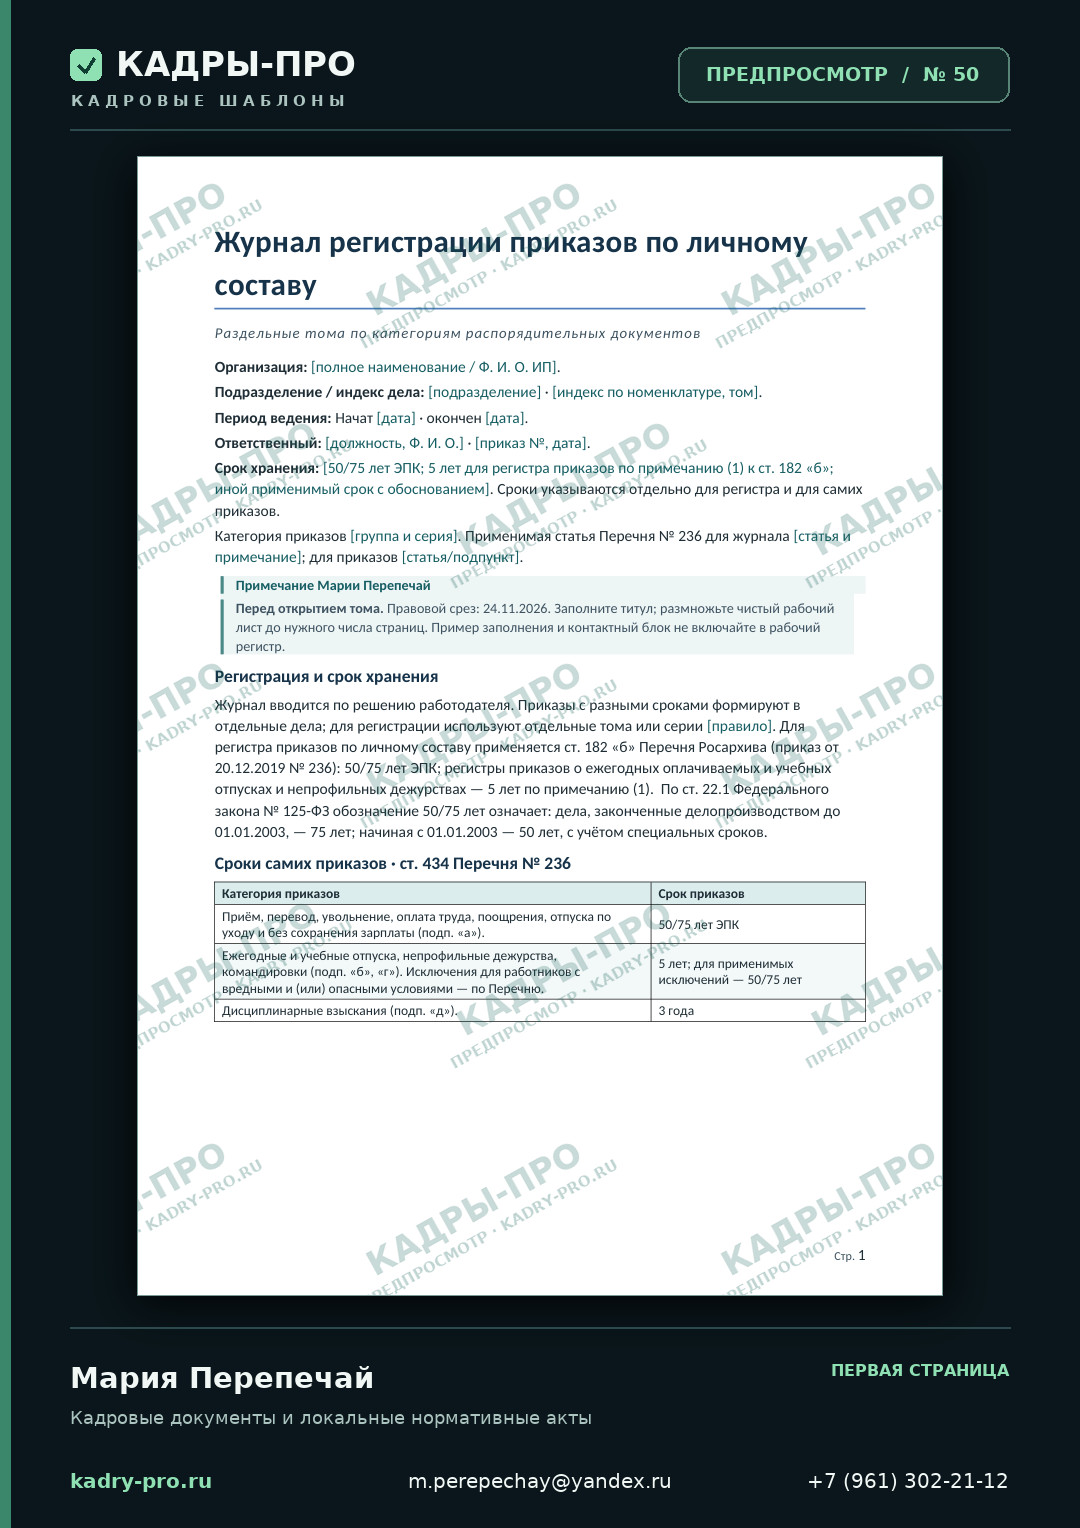 КАДРЫ-ПРО
КАДРОВЫЕ ШАБЛОНЫ
ПРЕДПРОСМОТР / № 50
Журнал регистрации приказов по личному
составу
Раздельные тома по категориям распорядительных документов
Организация: [полное наименование / Ф. И. О. ИП].
Подразделение / индекс дела: [подразделение] · [индекс по номенклатуре, том].
Период ведения: Начат [дата] · окончен [дата].
Ответственный: [должность, Ф. И. О.] · [приказ №, дата].
Срок хранения: [50/75 лет ЭПК; 5 лет для регистра приказов по примечанию (1) к ст. 182 «б»;
иной применимый срок с обоснованием]. Сроки указываются отдельно для регистра и для самих
приказов.
Категория приказов [группа и серия]. Применимая статья Перечня № 236 для журнала [статья и
примечание]; для приказов [статья/подпункт].
Примечание Марии Перепечай
Перед открытием тома. Правовой срез: 24.11.2026. Заполните титул; размножьте чистый рабочий
лист до нужного числа страниц. Пример заполнения и контактный блок не включайте в рабочий
регистр.
Регистрация и срок хранения
Журнал вводится по решению работодателя. Приказы с разными сроками формируют в
отдельные дела; для регистрации используют отдельные тома или серии [правило]. Для
регистра приказов по личному составу применяется ст. 182 «б» Перечня Росархива (приказ от
20.12.2019 № 236): 50/75 лет ЭПК; регистры приказов о ежегодных оплачиваемых и учебных
отпусках и непрофильных дежурствах — 5 лет по примечанию (1). По ст. 22.1 Федерального
закона № 125-ФЗ обозначение 50/75 лет означает: дела, законченные делопроизводством до
01.01.2003, — 75 лет; начиная с 01.01.2003 — 50 лет, с учётом специальных сроков.
Сроки самих приказов · ст. 434 Перечня № 236
Категория приказов
Срок приказов
Приём, перевод, увольнение, оплата труда, поощрения, отпуска по
уходу и без сохранения зарплаты (подп. «а»).
50/75 лет ЭПК
Ежегодные и учебные отпуска, непрофильные дежурства,
командировки (подп. «б», «г»). Исключения для работников с
вредными и (или) опасными условиями — по Перечню.
5 лет; для применимых
исключений — 50/75 лет
Дисциплинарные взыскания (подп. «д»).
3 года
КАДРЫ-ПРО
ПРЕДПРОСМОТР · KADRY-PRO.RU
Стр. 1
Мария Перепечай
ПЕРВАЯ СТРАНИЦА
Кадровые документы и локальные нормативные акты
kadry-pro.ru
m.perepechay@yandex.ru
+7 (961) 302-21-12